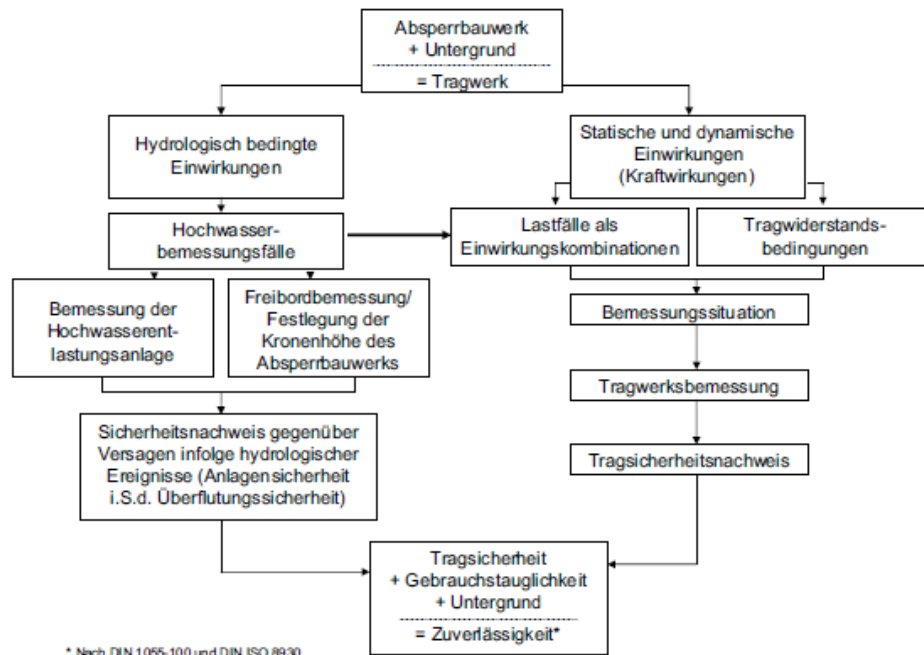 Absperrbauwerk
+ Untergrund
= Tragwerk
Hydrologisch bedingte
Einwirkungen
Statische und dynamische
Einwirkungen
(Kraftwirkungen)
Hochwasser-
bemessungsfälle
Lastfälle als
Einwirkungskombinationen
Tragwiderstands-
bedingungen
Bemessung der
Hochwasserent-
lastungsanlage
Freibordbemessung/
Festlegung der
Kronenhöhe des
Absperrbauwerks
Bemessungssituation
Tragwerksbemessung
Sicherheitsnachweis gegenüber
Versagen infolge hydrologischer
Ereignisse (Anlagensicherheit
i.S.d. Überflutungssicherheit)
Tragsicherheitsnachweis
Tragsicherheit
+ Gebrauchstauglichkeit
+ Untergrund
= Zuverlässigkeit*
* Nach DIN 1055-100 und DIN ISO 8930